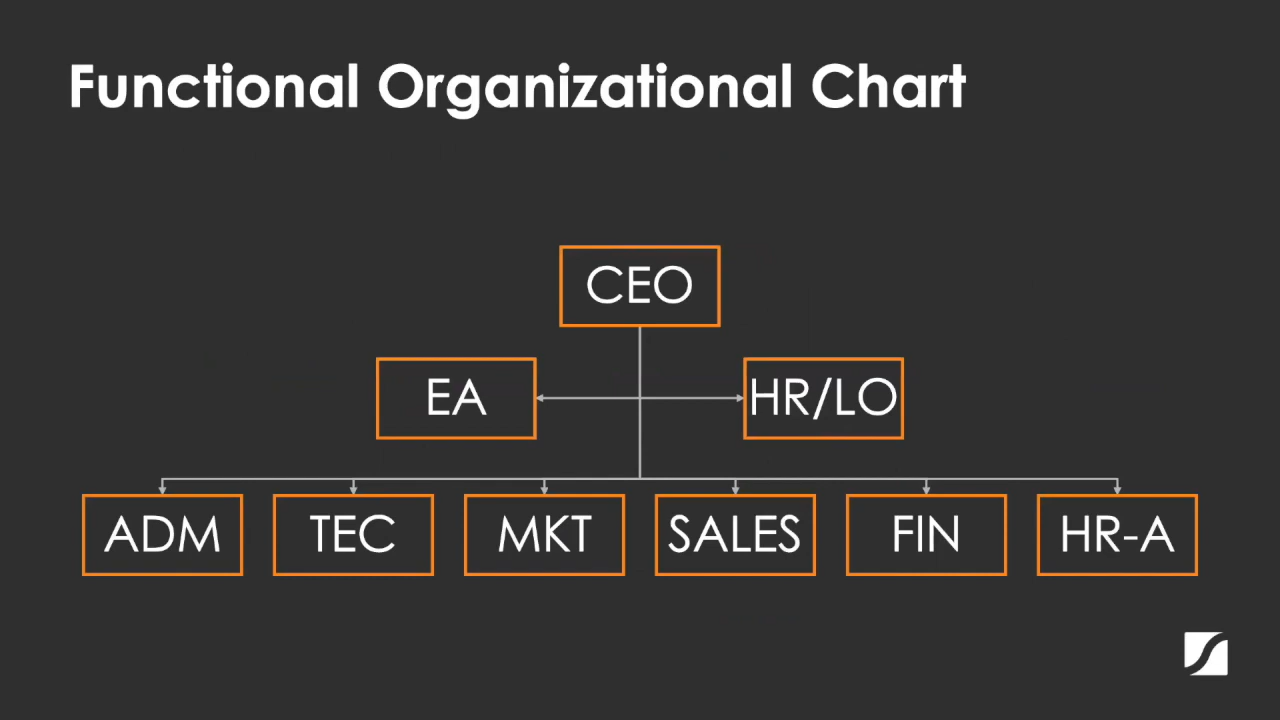 Functional Organizational Chart
CEO
EA
HR/LO
ADM
TEC
MKT
SALES
FIN
HR-A